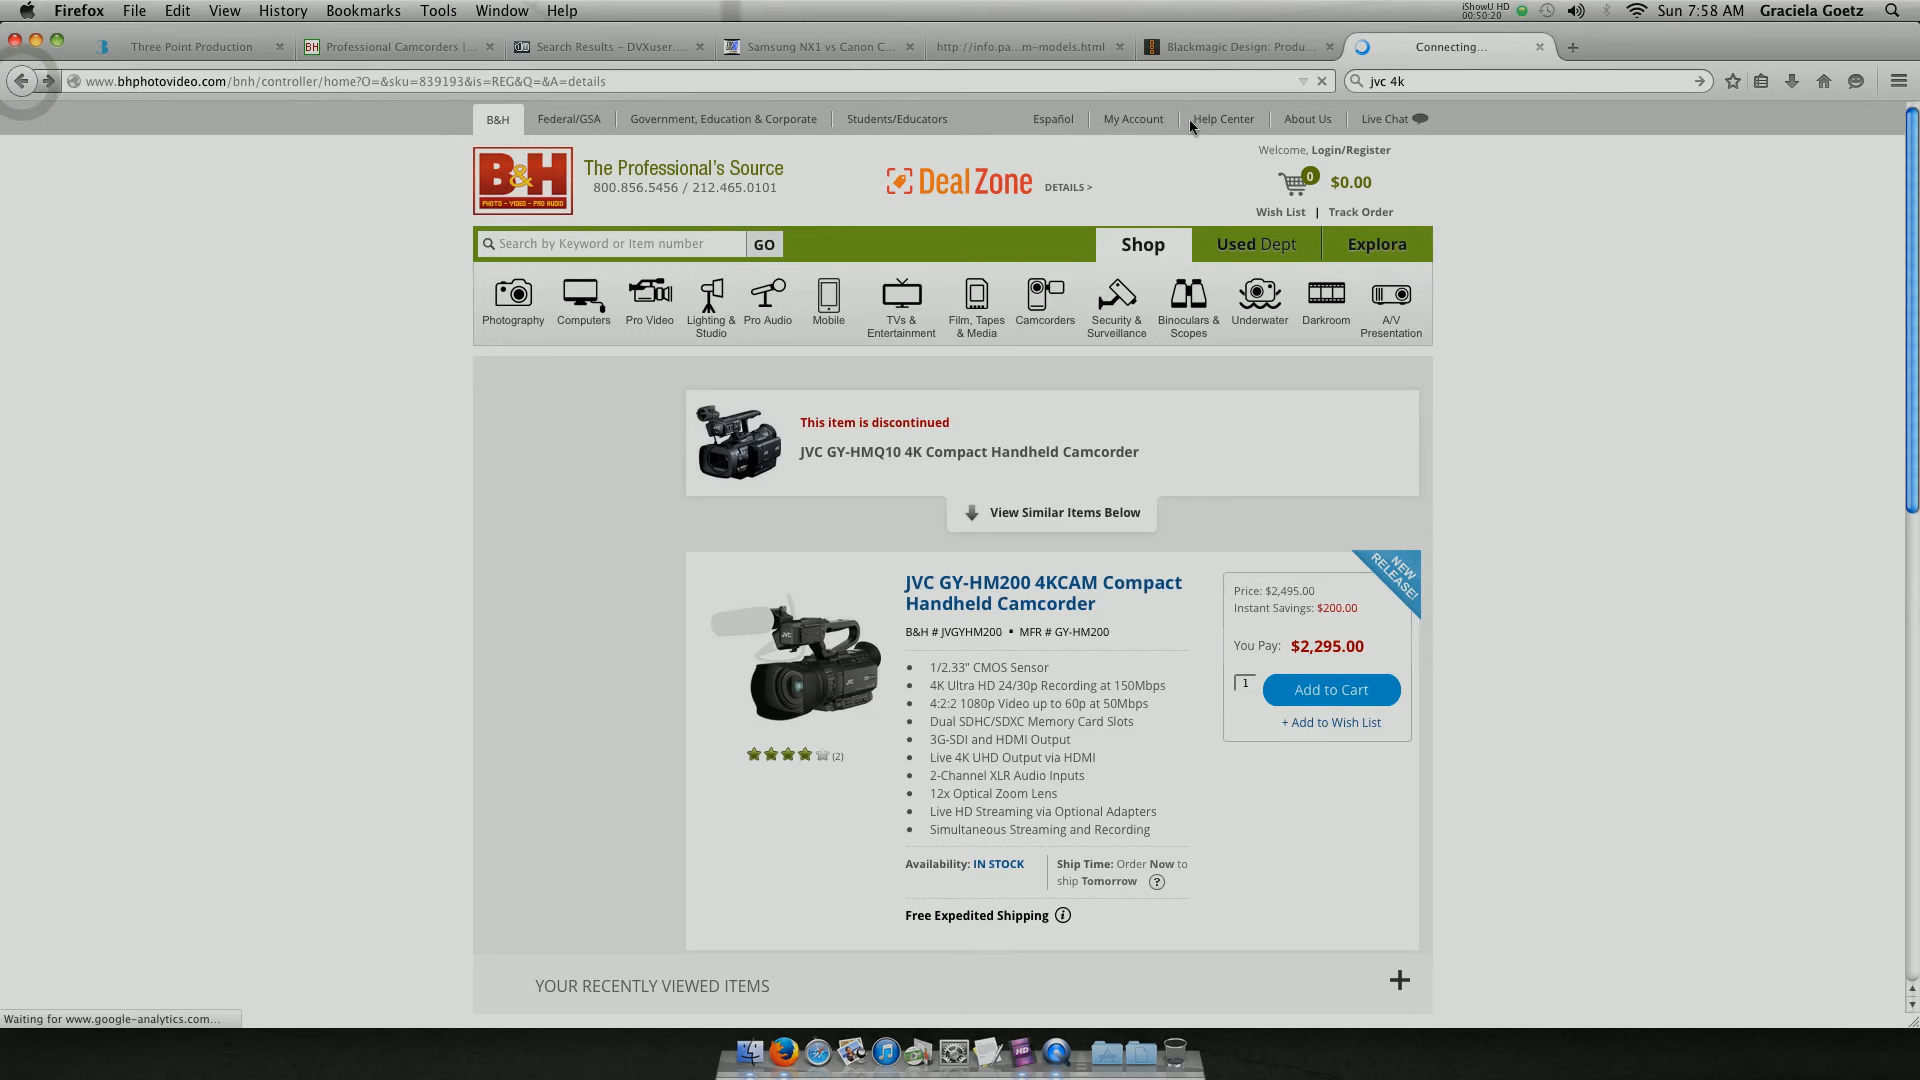 Firefox File Edit View History Bookmarks Tools Window Help iShowU HD 00:50:20 Sun 7:58 AM Graciela Goetz
Three Point Production BH Professional Camcorders |... Search Results – DVXuser.... Samsung NX1 vs Canon C... http://info.pa...m-models.html Blackmagic Design: Produ... Connecting...
www.bhphotovideo.com/bnh/controller/home?O=&sku=839193&is=REG&Q=&A=details jvc 4k
B&H Federal/GSA Government, Education & Corporate Students/Educators Español My Account Help Center About Us Live Chat
Welcome, Login/Register
B&H
PHOTO - VIDEO - PRO AUDIO
The Professional's Source
800.856.5456 / 212.465.0101
Deal Zone DETAILS >
0 $0.00
Wish List | Track Order
Search by Keyword or Item number GO Shop Used Dept Explora
Photography Computers Pro Video Lighting & Studio Pro Audio Mobile TVs & Entertainment Film, Tapes & Media Camcorders Security & Surveillance Binoculars & Scopes Underwater Darkroom A/V Presentation
This item is discontinued
JVC GY-HMQ10 4K Compact Handheld Camcorder
View Similar Items Below
JVC GY-HM200 4KCAM Compact
Handheld Camcorder
B&H # JVGYHM200 ▪ MFR # GY-HM200
1/2.33" CMOS Sensor
4K Ultra HD 24/30p Recording at 150Mbps
4:2:2 1080p Video up to 60p at 50Mbps
Dual SDHC/SDXC Memory Card Slots
3G-SDI and HDMI Output
Live 4K UHD Output via HDMI
2-Channel XLR Audio Inputs
12x Optical Zoom Lens
Live HD Streaming via Optional Adapters
Simultaneous Streaming and Recording
(2)
Availability: IN STOCK
Ship Time: Order Now to
ship Tomorrow ?
Free Expedited Shipping i
NEW RELEASE!
Price: $2,495.00
Instant Savings: $200.00
You Pay: $2,295.00
1 Add to Cart
+ Add to Wish List
YOUR RECENTLY VIEWED ITEMS +
Waiting for www.google-analytics.com...
HD